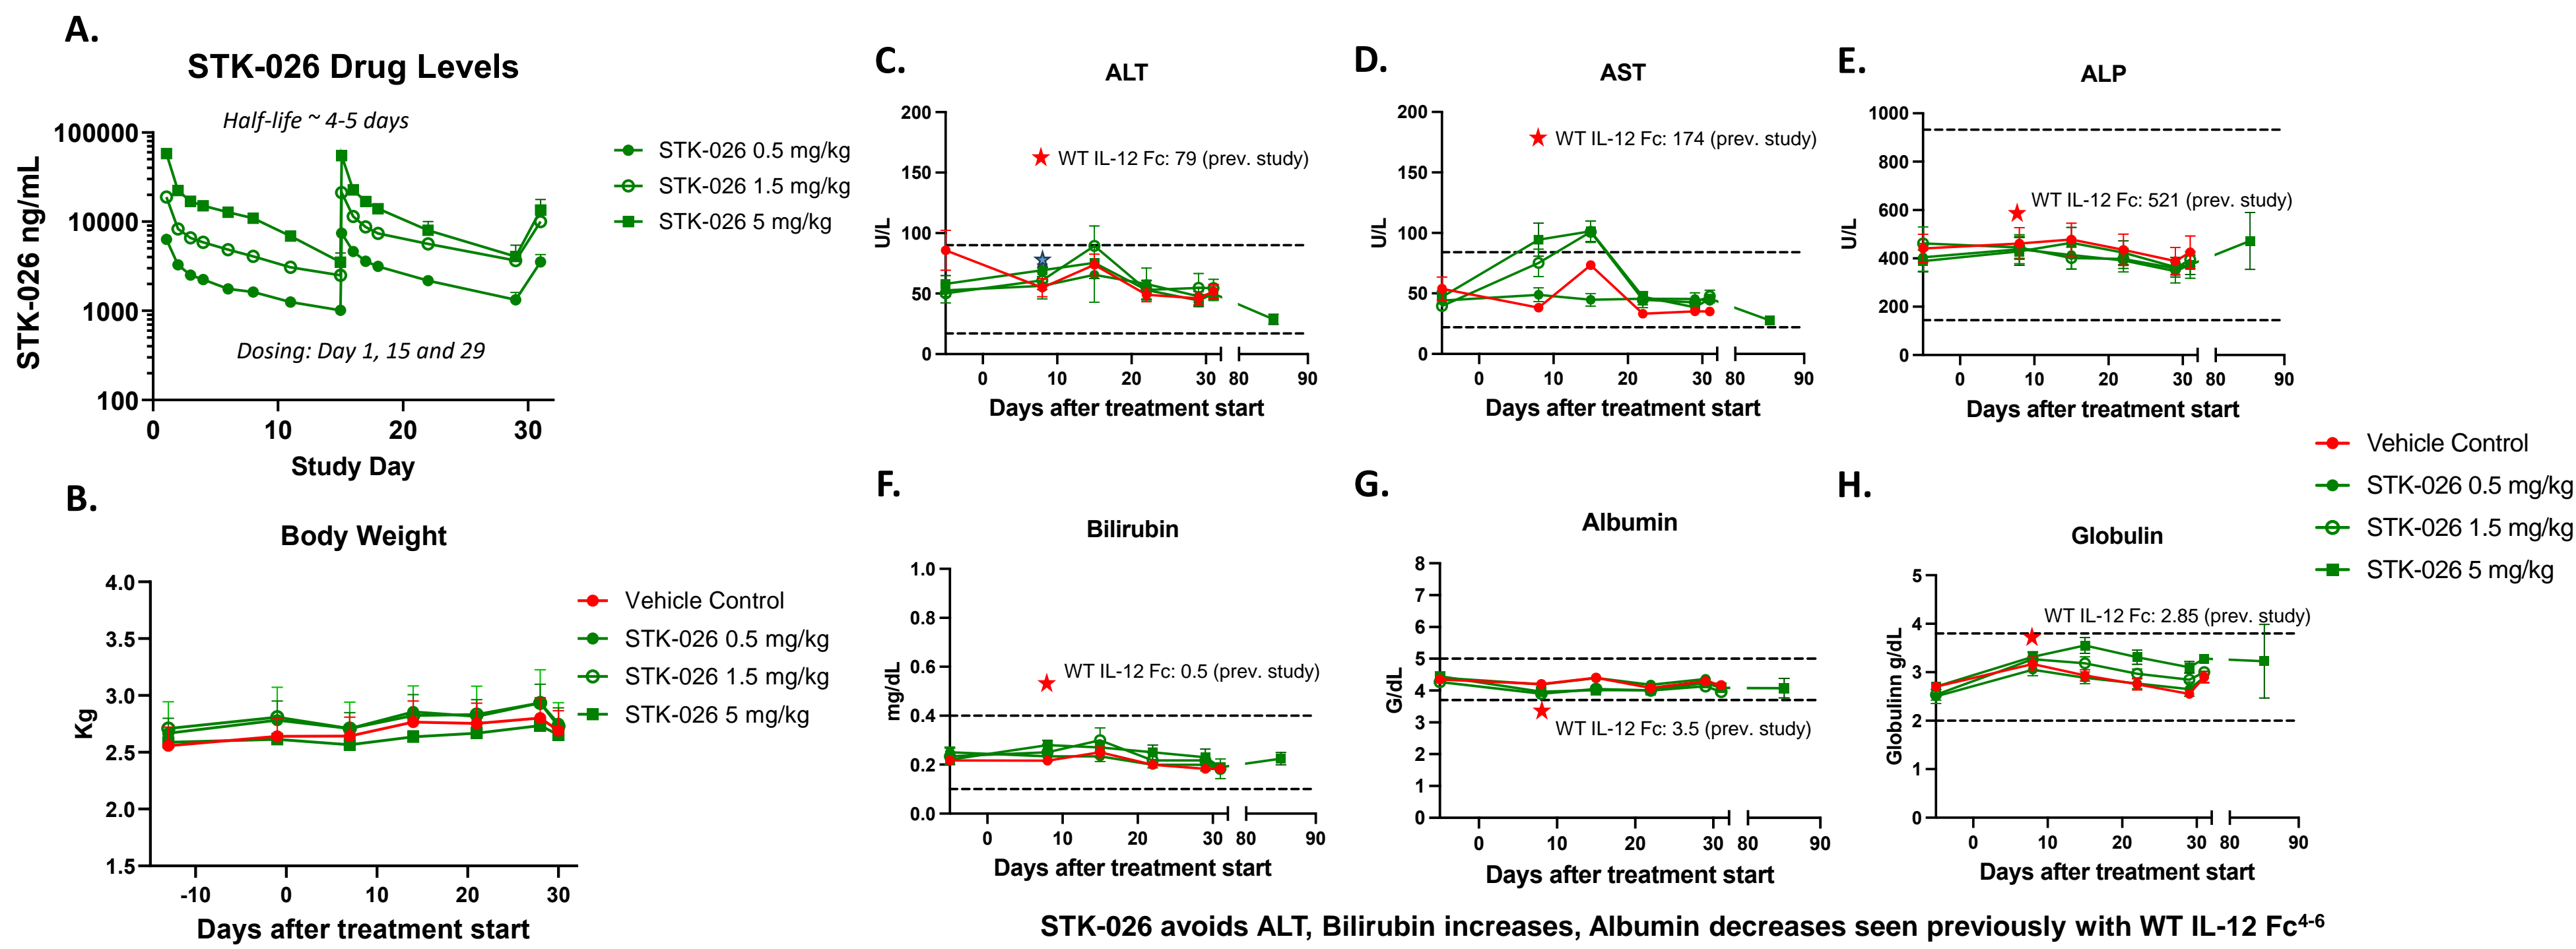 A.
STK-026 Drug Levels
Half-life ~ 4-5 days
STK-026 ng/mL
100000
10000
1000
100
0
10
20
30
Dosing: Day 1, 15 and 29
Study Day
STK-026 0.5 mg/kg
STK-026 1.5 mg/kg
STK-026 5 mg/kg
B.
Body Weight
Kg
4.0
3.5
3.0
2.5
2.0
1.5
-10
0
10
20
30
Days after treatment start
Vehicle Control
STK-026 0.5 mg/kg
STK-026 1.5 mg/kg
STK-026 5 mg/kg
C.
ALT
U/L
200
150
100
50
0
WT IL-12 Fc: 79 (prev. study)
0
10
20
30
80
90
Days after treatment start
D.
AST
U/L
200
150
100
50
0
WT IL-12 Fc: 174 (prev. study)
0
10
20
30
80
90
Days after treatment start
E.
ALP
U/L
1000
800
600
400
200
0
WT IL-12 Fc: 521 (prev. study)
0
10
20
30
80
90
Days after treatment start
Vehicle Control
STK-026 0.5 mg/kg
STK-026 1.5 mg/kg
STK-026 5 mg/kg
F.
Bilirubin
mg/dL
1.0
0.8
0.6
0.4
0.2
0.0
WT IL-12 Fc: 0.5 (prev. study)
0
10
20
30
80
90
Days after treatment start
G.
Albumin
G/dL
8
7
6
5
4
3
2
1
0
WT IL-12 Fc: 3.5 (prev. study)
0
10
20
30
80
90
Days after treatment start
H.
Globulin
Globulinn g/dL
5
4
3
2
1
0
WT IL-12 Fc: 2.85 (prev. study)
0
10
20
30
80
90
Days after treatment start
STK-026 avoids ALT, Bilirubin increases, Albumin decreases seen previously with WT IL-12 Fc⁴⁻⁶